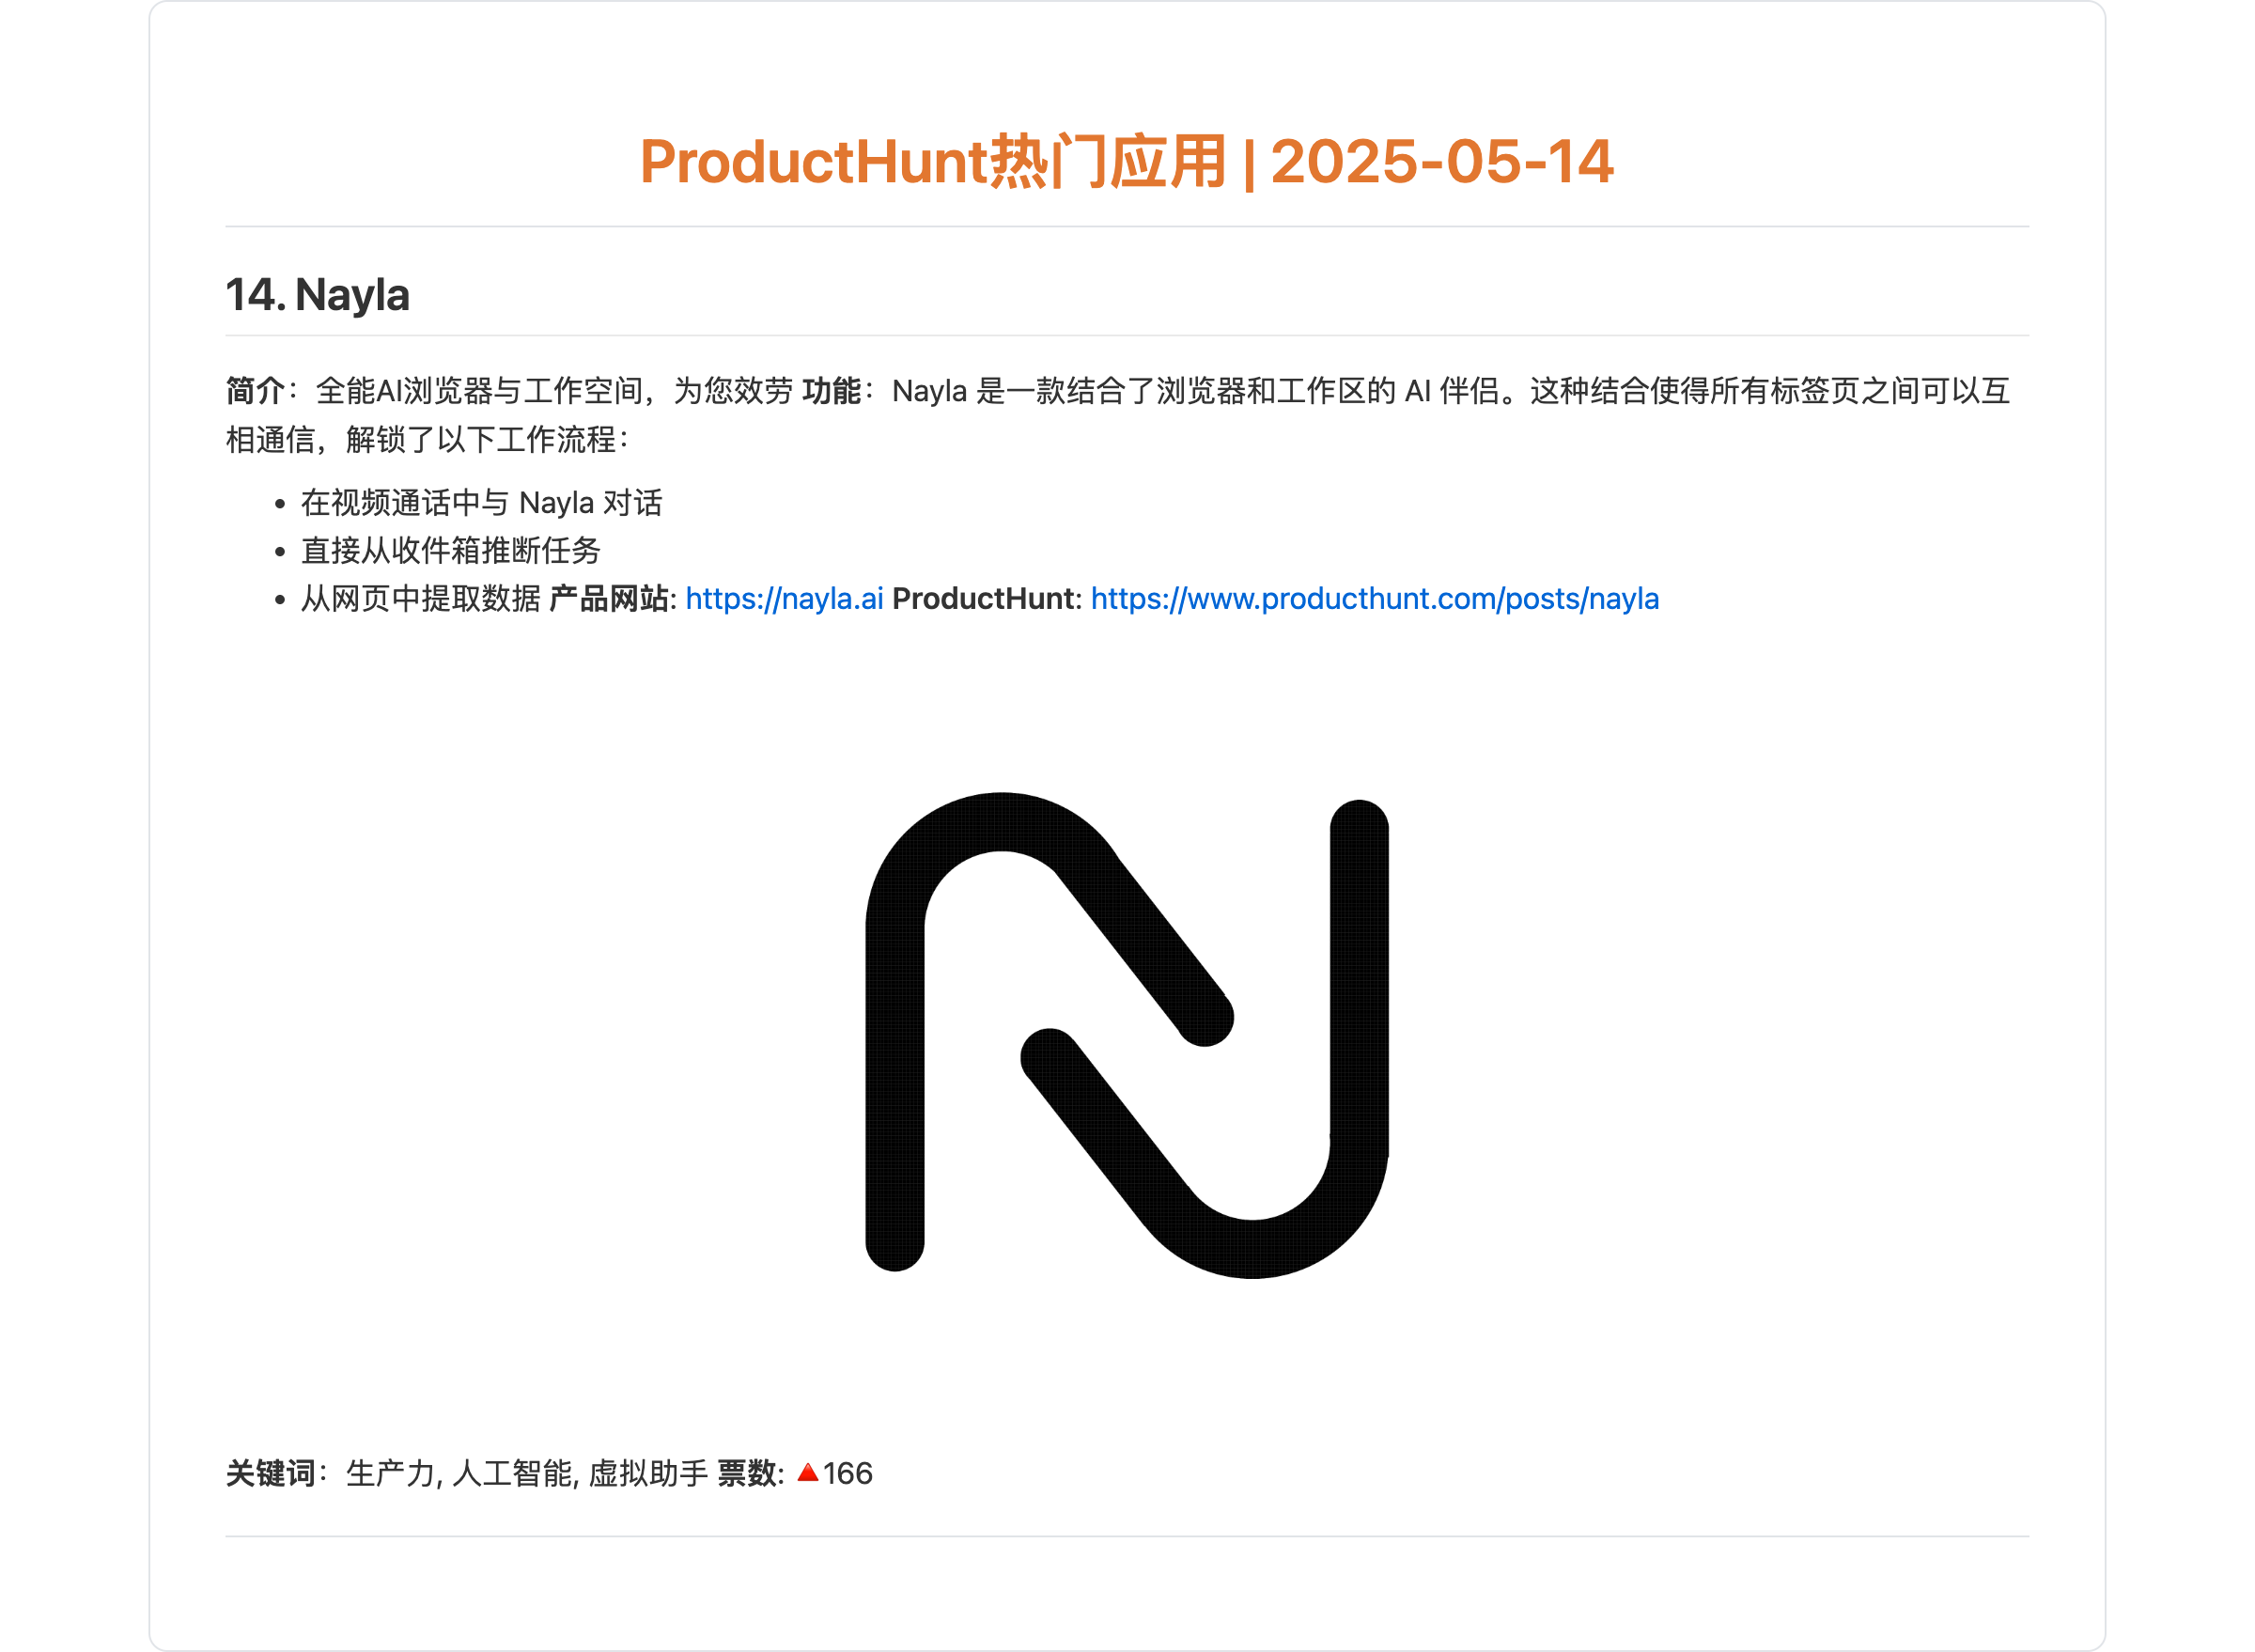 ProductHunt热门应用 | 2025-05-14
14. Nayla
简介：全能AI浏览器与工作空间，为您效劳 功能：Nayla 是一款结合了浏览器和工作区的 AI 伴侣。这种结合使得所有标签页之间可以互
相通信，解锁了以下工作流程：
• 在视频通话中与 Nayla 对话
• 直接从收件箱推断任务
• 从网页中提取数据 产品网站: https://nayla.ai ProductHunt: https://www.producthunt.com/posts/nayla
关键词：生产力, 人工智能, 虚拟助手 票数: 🔺166